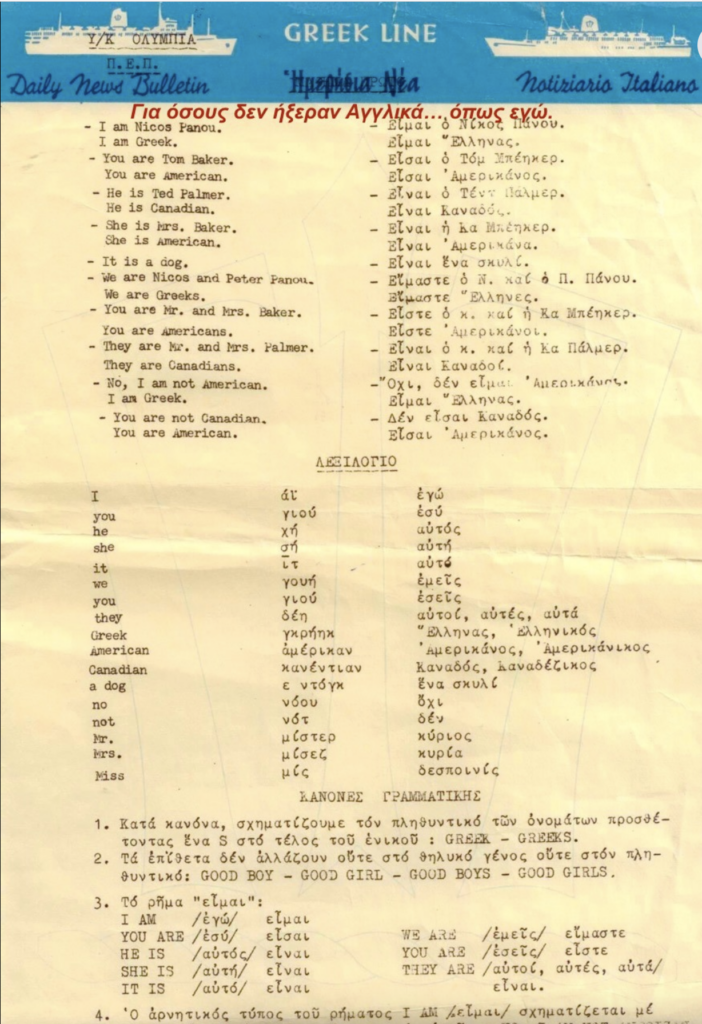 GREEK LINE
Υ/Κ ΟΛΥΜΠΙΑ
Π.Ε.Π.
Daily News Bulletin Ἡμερήσια Νέα Notiziario Italiano
Για όσους δεν ήξεραν Αγγλικά... όπως εγώ.
- I am Nicos Panou. - Εἶμαι ὁ Νῖκος Πάνου.
I am Greek. Εἶμαι Ἕλληνας.
- You are Tom Baker. - Εἶσαι ὁ Τόμ Μπέηκερ.
You are American. Εἶσαι Ἀμερικάνος.
- He is Ted Palmer. - Εἶναι ὁ Τέντ Πάλμερ.
He is Canadian. Εἶναι Καναδός.
- She is Mrs. Baker. - Εἶναι ἡ Κα Μπέηκερ.
She is American. Εἶναι Ἀμερικάνα.
- It is a dog. - Εἶναι ἕνα σκυλί.
- We are Nicos and Peter Panou. - Εἴμαστε ὁ Ν. καί ὁ Π. Πάνου.
We are Greeks. Εἴμαστε Ἕλληνες.
- You are Mr. and Mrs. Baker. - Εἶστε ὁ κ. καί ἡ Κα Μπέηκερ.
You are Americans. Εἶστε Ἀμερικάνοι.
- They are Mr. and Mrs. Palmer. - Εἶναι ὁ κ. καί ἡ Κα Πάλμερ.
They are Canadians. Εἶναι Καναδοί.
- No, I am not American. -Ὄχι, δέν εἶμαι Ἀμερικάνος.
I am Greek. Εἶμαι Ἕλληνας.
- You are not Canadian. - Δέν εἶσαι Καναδός.
You are American. Εἶσαι Ἀμερικάνος.
ΛΕΞΙΛΟΓΙΟ
I άϊ ἐγώ
you γιού ἐσύ
he χή αὐτός
she σή αὐτή
it ἴτ αὐτό
we γουή ἐμεῖς
you γιού ἐσεῖς
they δέη αὐτοί, αὐτές, αὐτά
Greek γκρήηκ Ἕλληνας, Ἑλληνικός
American ἀμέρικαν Ἀμερικάνος, Ἀμερικάνικος
Canadian κανέντιαν Καναδός, Καναδέζικος
a dog ε ντόγκ ἕνα σκυλί
no νόου ὄχι
not νότ δέν
Mr. μίστερ κύριος
Mrs. μίσεζ κυρία
Miss μίς δεσποινίς
ΚΑΝΟΝΕΣ ΓΡΑΜΜΑΤΙΚΗΣ
1. Κατά κανόνα, σχηματίζουμε τόν πληθυντικό τῶν ὀνομάτων προσθέ-
τοντας ἕνα S στό τέλος τοῦ ἑνικοῦ : GREEK - GREEKS.
2. Τά ἐπίθετα δέν ἀλλάζουν οὔτε στό θηλυκό γένος οὔτε στόν πλη-
θυντικό: GOOD BOY - GOOD GIRL - GOOD BOYS - GOOD GIRLS.
3. Τό ρῆμα "εἶμαι":
I AM /ἐγώ/ εἶμαι
YOU ARE /ἐσύ/ εἶσαι WE ARE /ἐμεῖς/ εἴμαστε
HE IS /αὐτός/ εἶναι YOU ARE /ἐσεῖς/ εἶστε
SHE IS /αὐτή/ εἶναι THEY ARE /αὐτοί, αὐτές, αὐτά/
IT IS /αὐτό/ εἶναι εἶναι.
4. Ὁ ἀρνητικός τύπος τοῦ ρήματος I AM /εἶμαι/ σχηματίζεται μέ